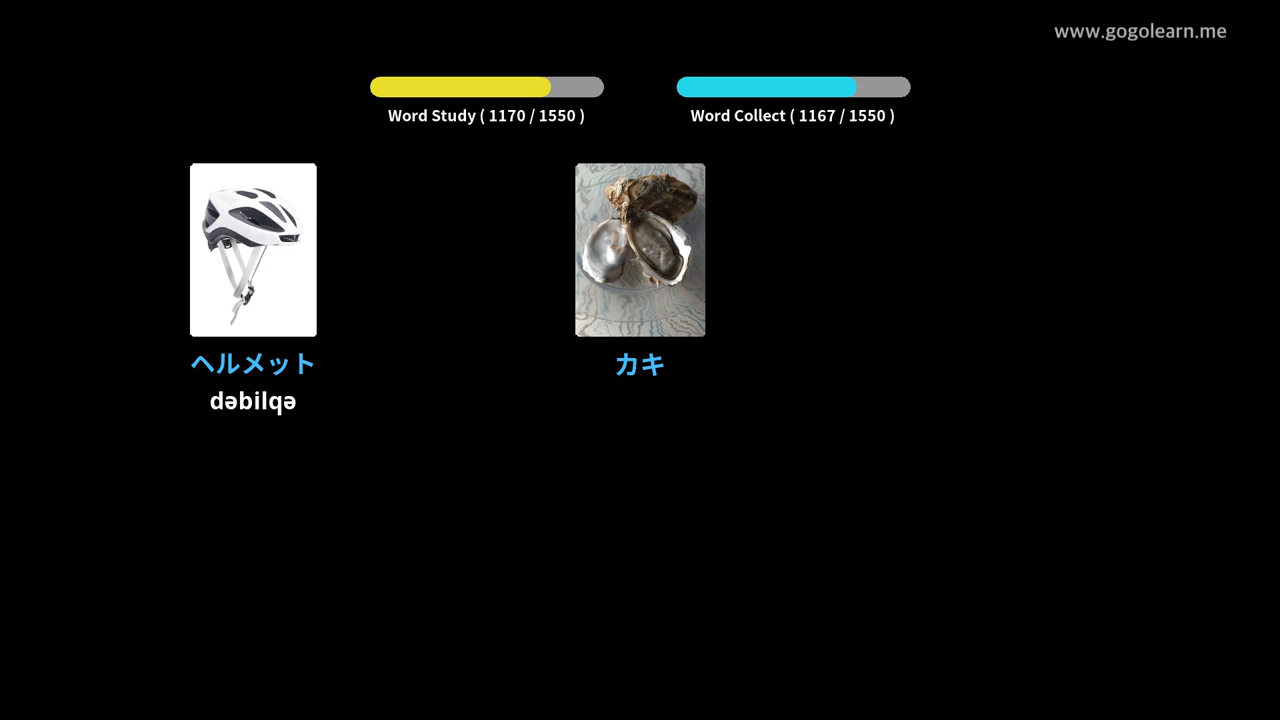 www.gogolearn.me
Word Study ( 1170 / 1550 )
Word Collect ( 1167 / 1550 )
ヘルメット
カキ
dəbilqə